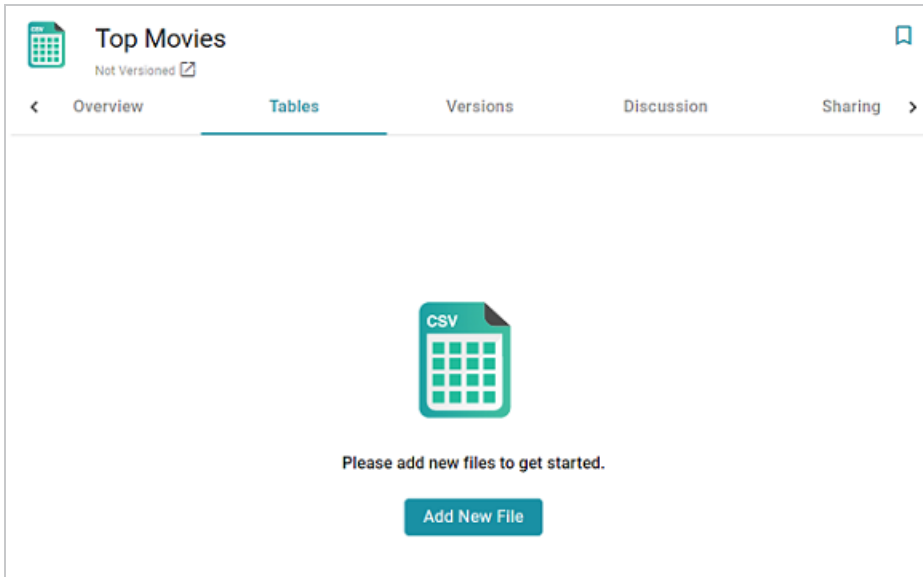 CSV
Top Movies
Not Versioned
Overview Tables Versions Discussion Sharing
CSV
Please add new files to get started.
Add New File